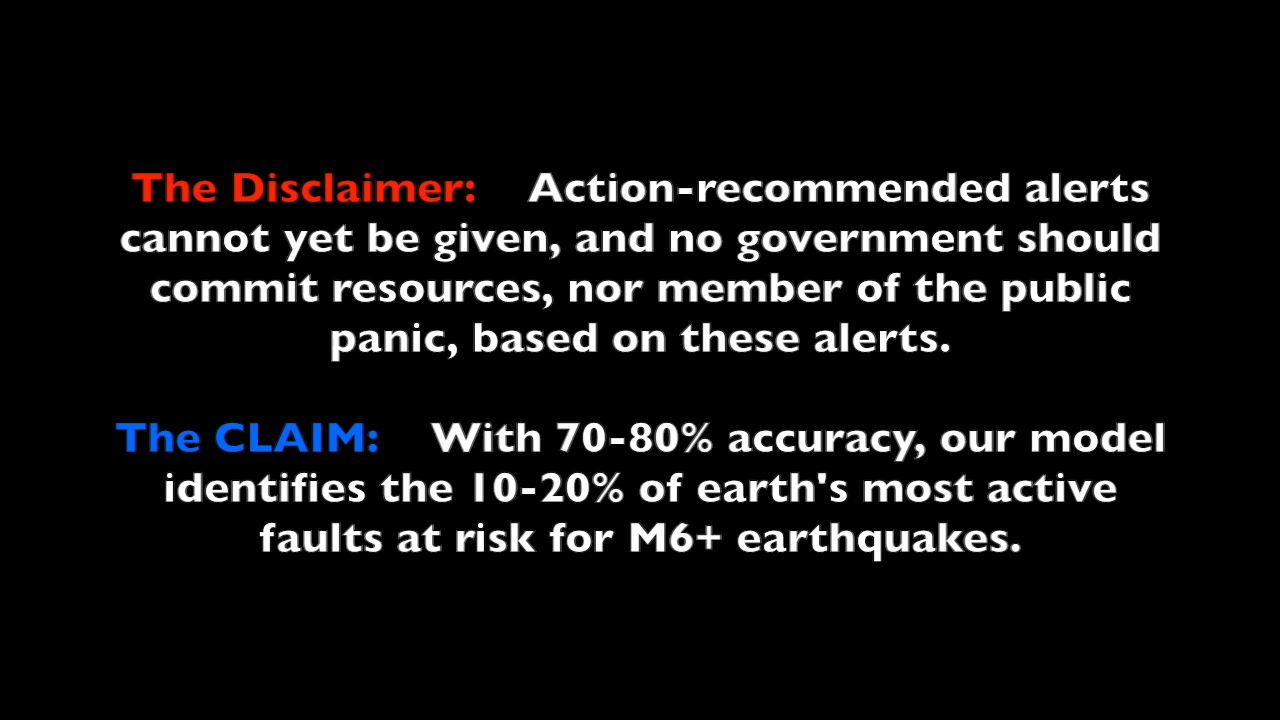 The Disclaimer: Action-recommended alerts
cannot yet be given, and no government should
commit resources, nor member of the public
panic, based on these alerts.
The CLAIM: With 70-80% accuracy, our model
identifies the 10-20% of earth's most active
faults at risk for M6+ earthquakes.